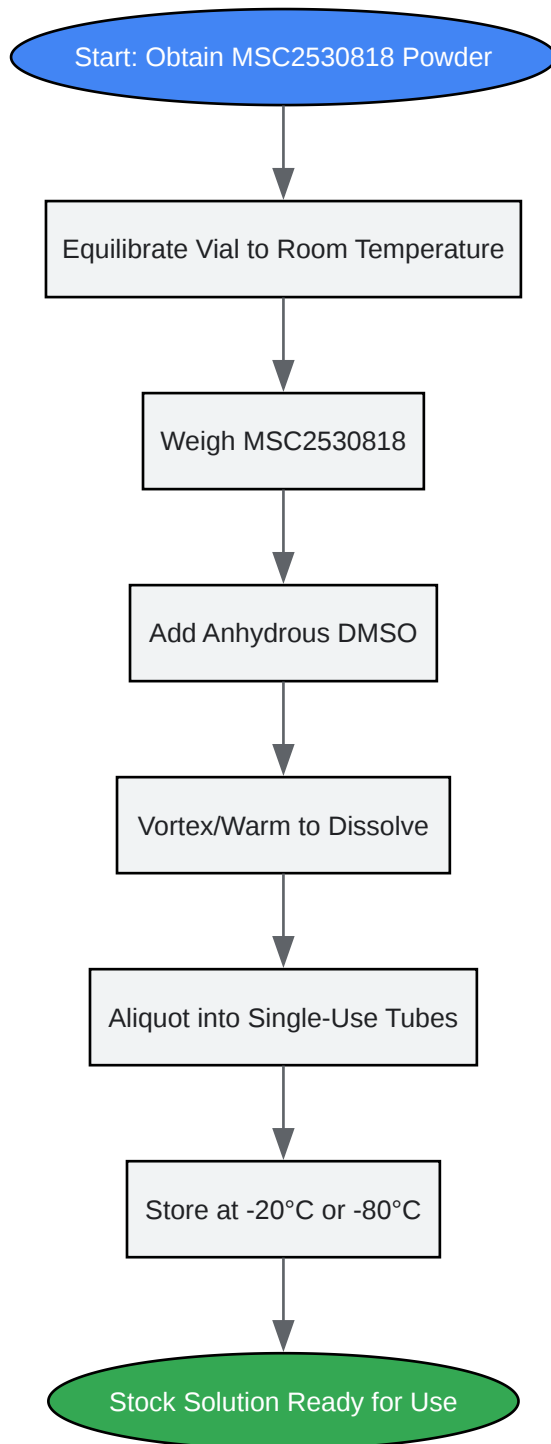 Start: Obtain MSC2530818 Powder
Equilibrate Vial to Room Temperature
Weigh MSC2530818
Add Anhydrous DMSO
Vortex/Warm to Dissolve
Aliquot into Single-Use Tubes
Store at -20°C or -80°C
Stock Solution Ready for Use